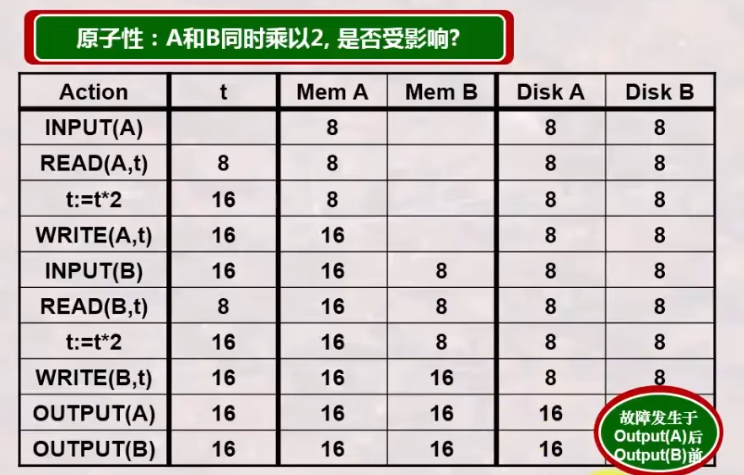 原子性：A和B同时乘以2, 是否受影响?
Action t Mem A Mem B Disk A Disk B
INPUT(A) 8 8 8
READ(A,t) 8 8 8 8
t:=t*2 16 8 8 8
WRITE(A,t) 16 16 8 8
INPUT(B) 16 16 8 8 8
READ(B,t) 8 16 8 8 8
t:=t*2 16 16 8 8 8
WRITE(B,t) 16 16 16 8 8
OUTPUT(A) 16 16 16 16
OUTPUT(B) 16 16 16 16
故障发生于
Output(A)后
Output(B)前